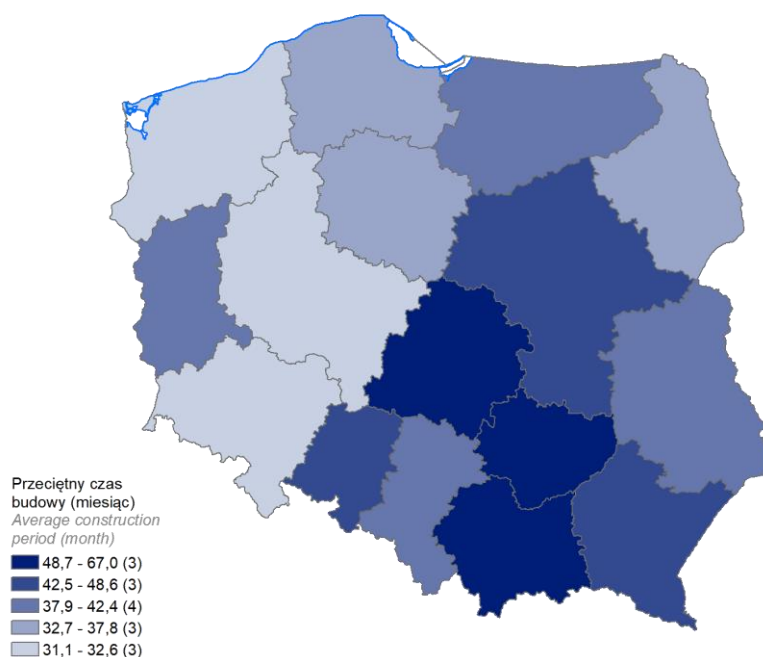 Przeciętny czas
budowy (miesiąc)
Average construction
period (month)
48,7 - 67,0 (3)
42,5 - 48,6 (3)
37,9 - 42,4 (4)
32,7 - 37,8 (3)
31,1 - 32,6 (3)